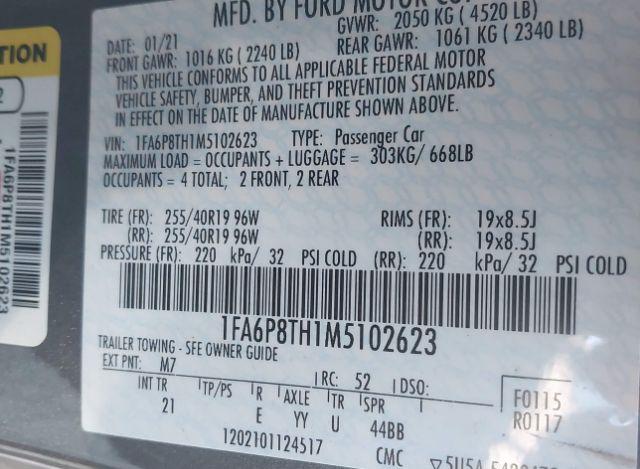 MFD. BY FORD MOTOR CO
DATE: 01/21 GVWR: 2050 KG (4520 LB)
FRONT GAWR: 1016 KG (2240 LB) REAR GAWR: 1061 KG (2340 LB)
THIS VEHICLE CONFORMS TO ALL APPLICABLE FEDERAL MOTOR
VEHICLE SAFETY, BUMPER, AND THEFT PREVENTION STANDARDS
IN EFFECT ON THE DATE OF MANUFACTURE SHOWN ABOVE.
VIN: 1FA6P8TH1M5102623 TYPE: Passenger Car
MAXIMUM LOAD = OCCUPANTS + LUGGAGE = 303KG/ 668LB
OCCUPANTS = 4 TOTAL; 2 FRONT, 2 REAR
TIRE (FR): 255/40R19 96W RIMS (FR): 19x8.5J
(RR): 255/40R19 96W (RR): 19x8.5J
PRESSURE (FR): 220 kPa/ 32 PSI COLD (RR): 220 kPa/ 32 PSI COLD
1FA6P8TH1M5102623
TRAILER TOWING - SEE OWNER GUIDE
EXT PNT: M7 RC: 52 DSO:
INT TR TP/PS R AXLE TR SPR F0115
21 E YY U 44BB R0117
1202101124517 CMC
TION
2
1FA6P8TH1M5102623